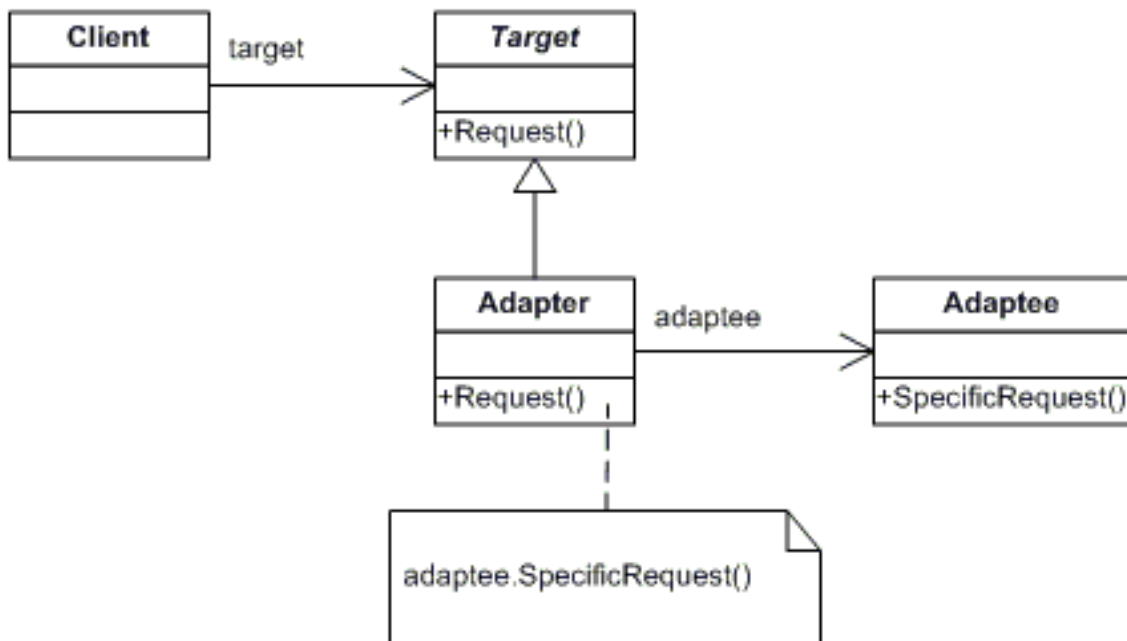 Client
target
Target
+Request()
Adapter
adaptee
Adaptee
+Request()
+SpecificRequest()
adaptee.SpecificRequest()